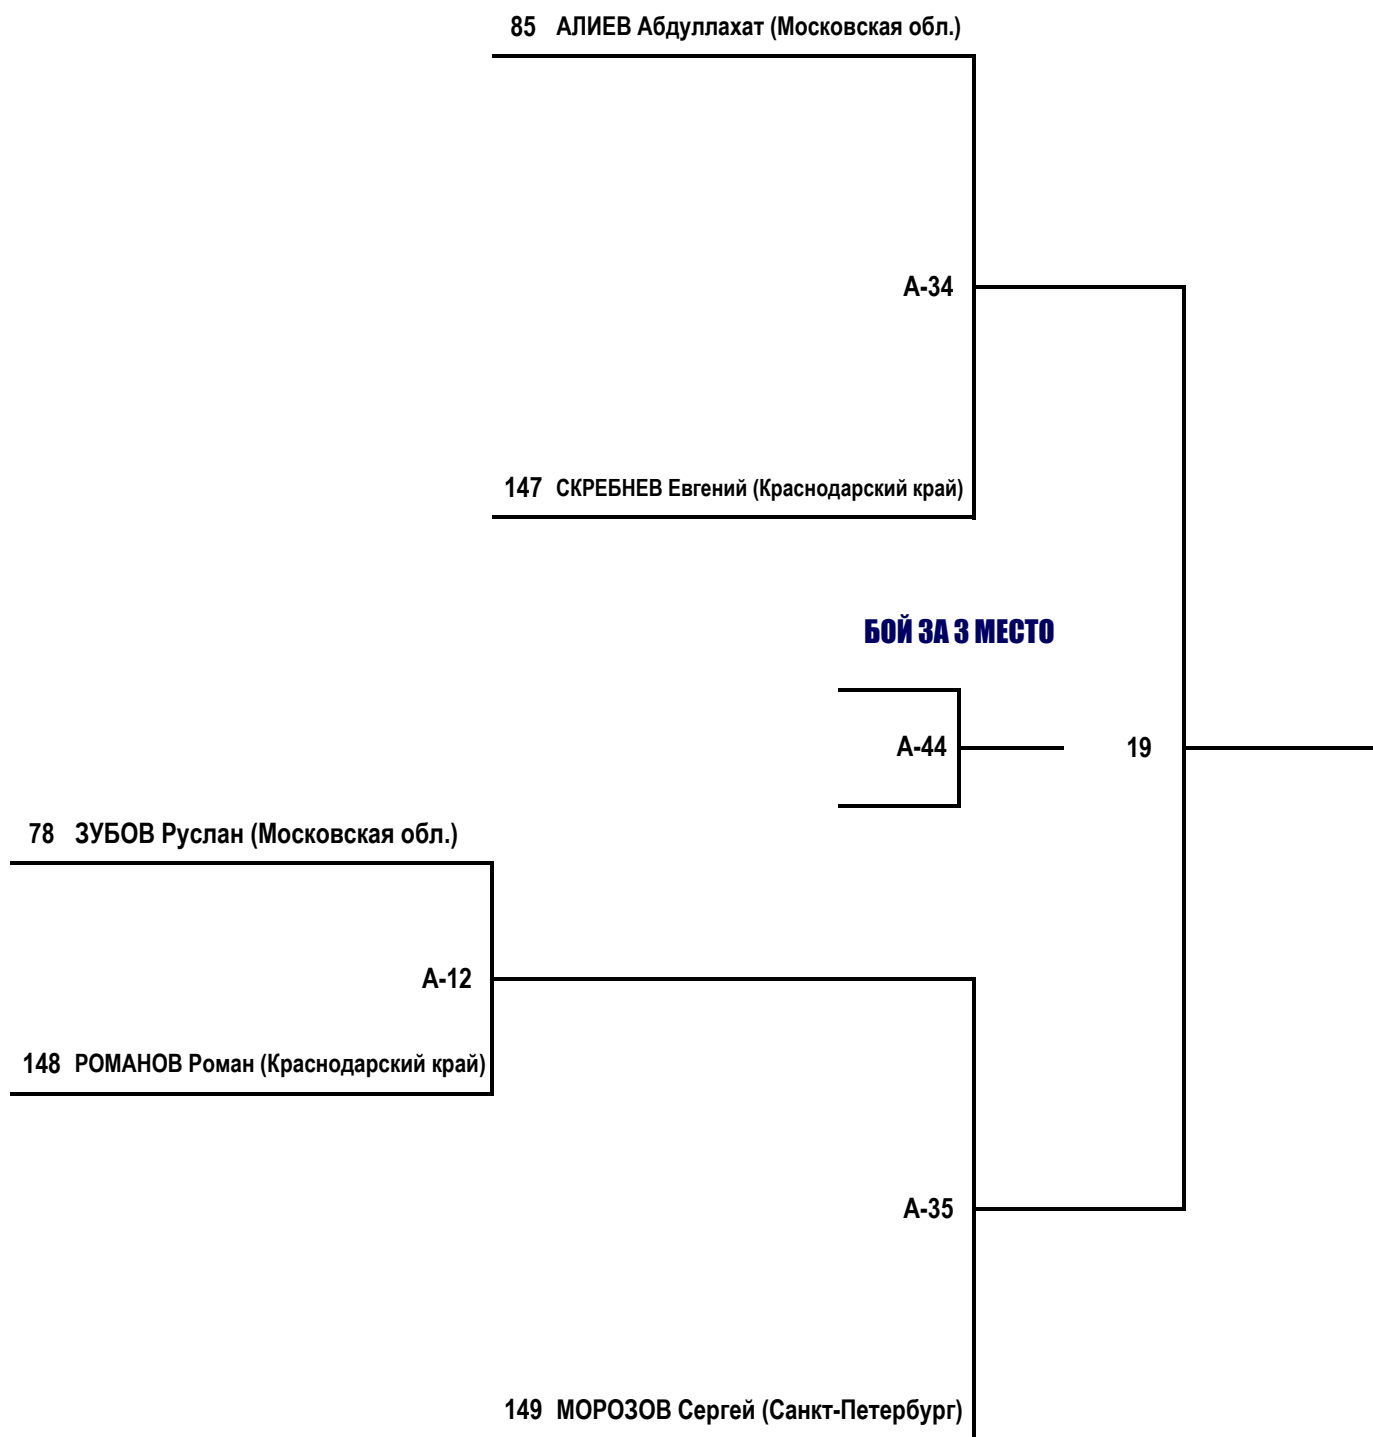 85 АЛИЕВ Абдуллахат (Московская обл.)
А-34
147 СКРЕБНЕВ Евгений (Краснодарский край)
БОЙ ЗА 3 МЕСТО
А-44
19
78 ЗУБОВ Руслан (Московская обл.)
А-12
148 РОМАНОВ Роман (Краснодарский край)
А-35
149 МОРОЗОВ Сергей (Санкт-Петербург)